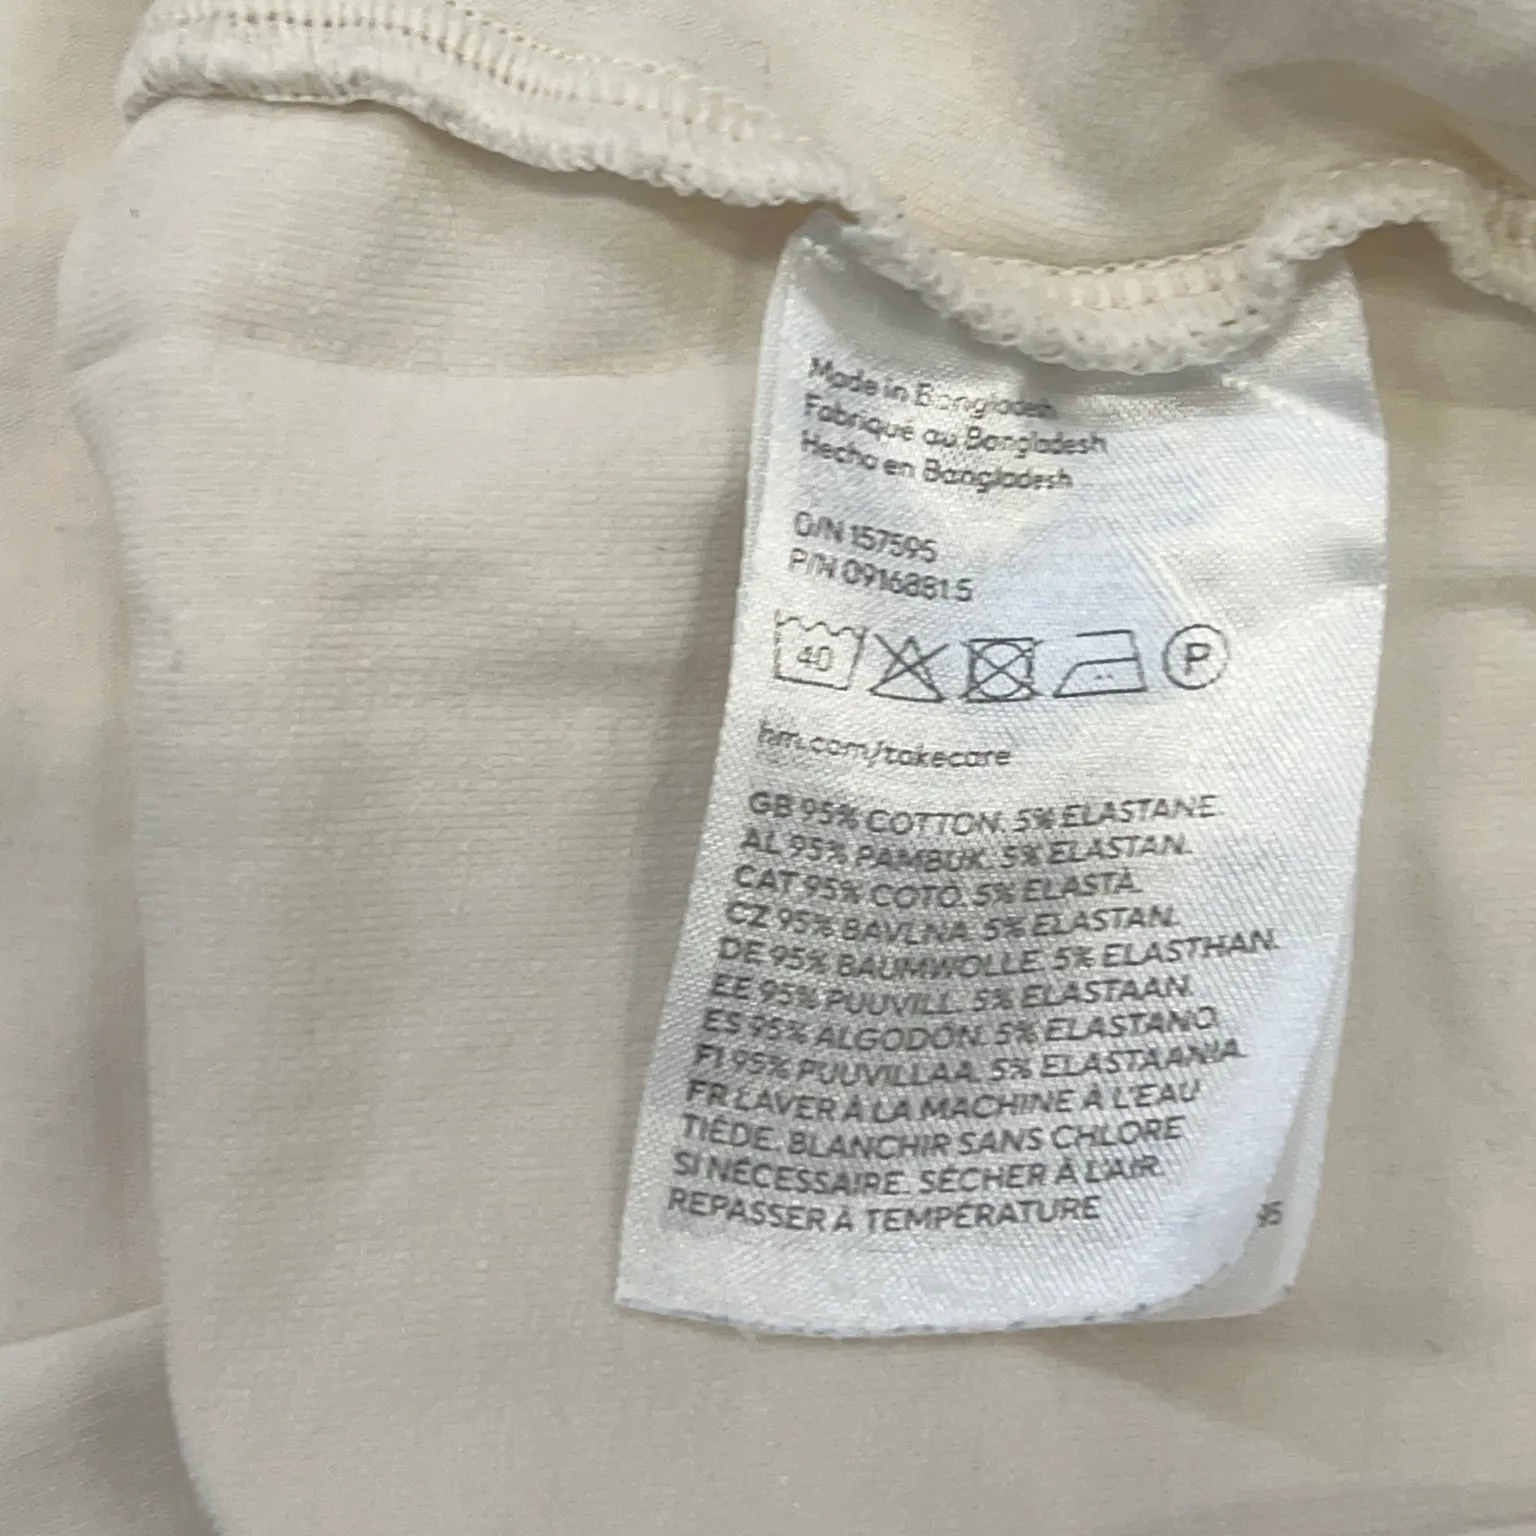 Made in Bangladesh
Fabriqué au Bangladesh
Hecho en Bangladesh
O/N 157595
P/N 0916881.5
40
P
hm.com/takecare
GB 95% COTTON. 5% ELASTANE.
AL 95% PAMBUK. 5% ELASTAN.
CAT 95% COTÓ. 5% ELASTÀ.
CZ 95% BAVLNA. 5% ELASTAN.
DE 95% BAUMWOLLE. 5% ELASTHAN.
EE 95% PUUVILL. 5% ELASTAAN.
ES 95% ALGODÓN. 5% ELASTANO.
FI 95% PUUVILLAA. 5% ELASTAANIA.
FR LAVER À LA MACHINE À L'EAU
TIÈDE. BLANCHIR SANS CHLORE
SI NÉCESSAIRE. SÉCHER À L'AIR.
REPASSER À TEMPÉRATURE